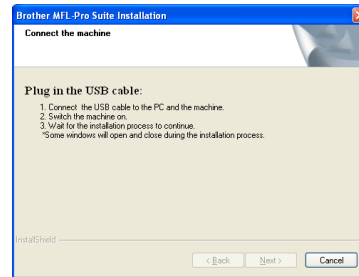 Brother MFL-Pro Suite Installation
Connect the machine
Plug in the USB cable:
1. Connect the USB cable to the PC and the machine.
2. Switch the machine on.
3. Wait for the installation process to continue.
*Some windows will open and close during the installation process.
InstallShield
< Back
Next >
Cancel